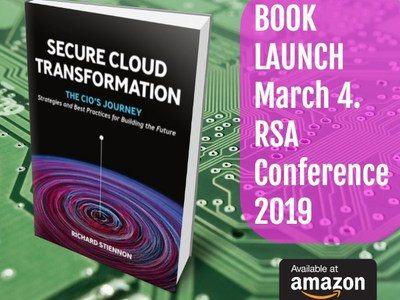 SECURE CLOUD
TRANSFORMATION
THE CIO'S JOURNEY
Strategies and Best Practices for Building the Future
RICHARD STIENNON
BOOK
LAUNCH
March 4.
RSA
Conference
2019
Available at
amazon